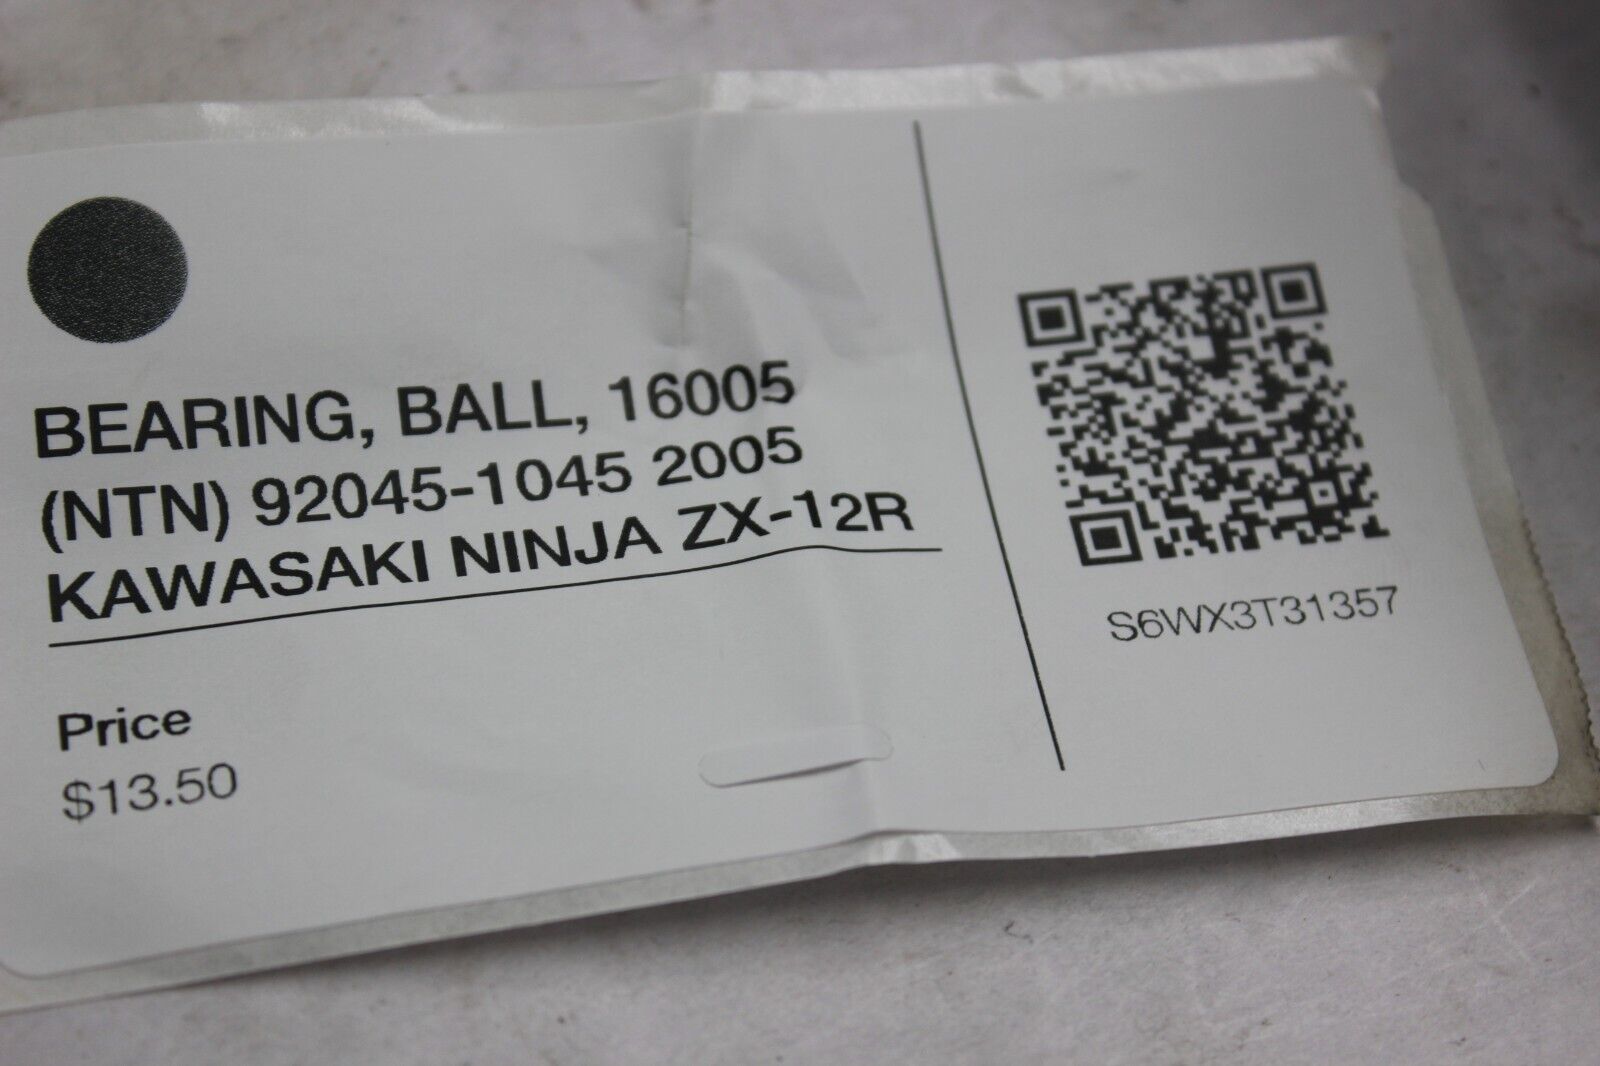 BEARING, BALL, 16005
(NTN) 92045-1045 2005
KAWASAKI NINJA ZX-12R
Price
$13.50
S6WX3T31357